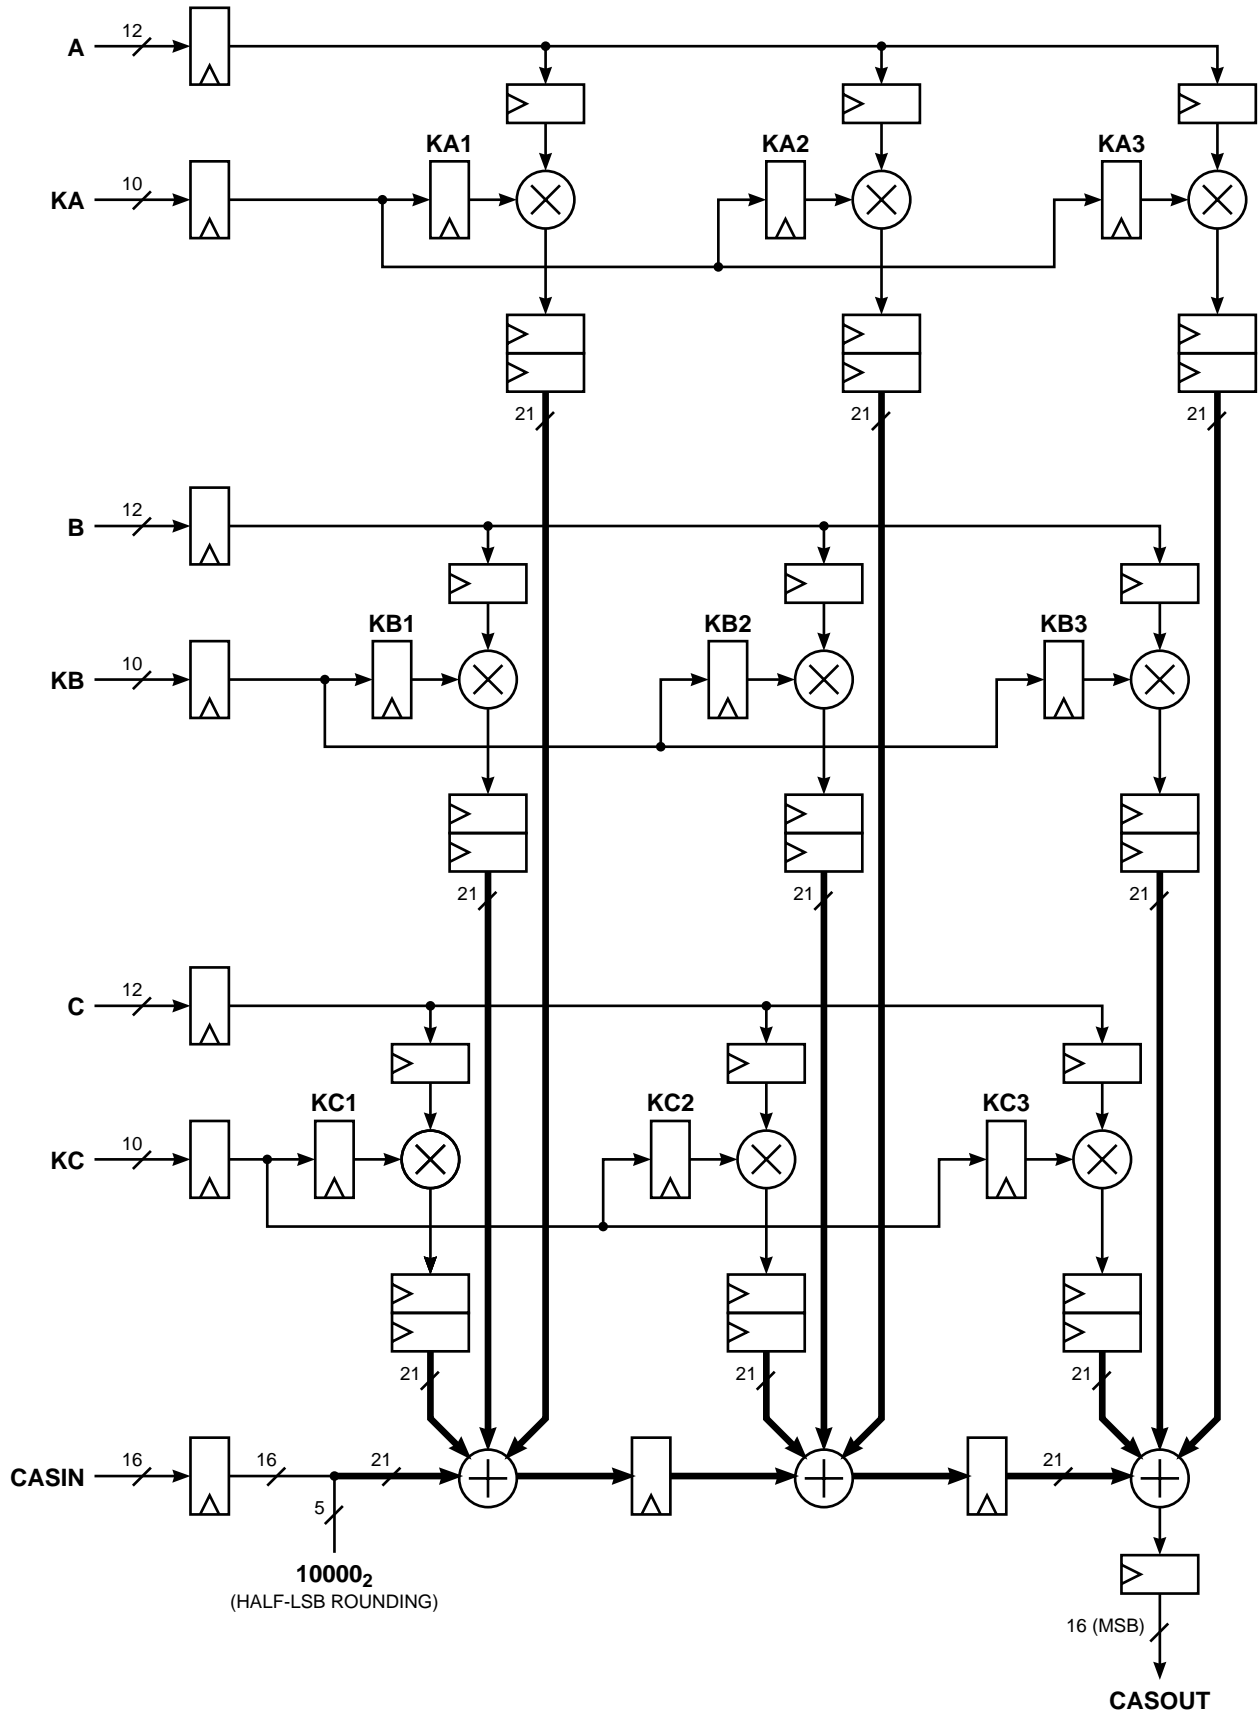 A
12
KA1
KA2
KA3
KA
10
21
21
21
B
12
KB1
KB2
KB3
KB
10
21
21
21
C
12
KC1
KC2
KC3
KC
10
21
21
21
CASIN
16
16
21
21
5
10000₂
(HALF-LSB ROUNDING)
16 (MSB)
CASOUT